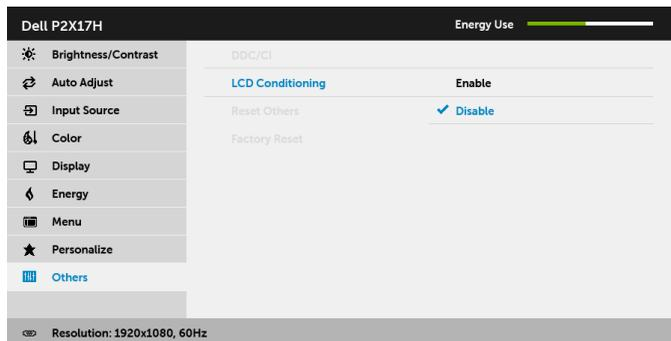 Dell P2X17H
Energy Use
Brightness/Contrast
DDC/CI
Auto Adjust
LCD Conditioning
Enable
Input Source
Reset Others
Disable
Color
Factory Reset
Display
Energy
Menu
Personalize
Others
Resolution: 1920x1080, 60Hz